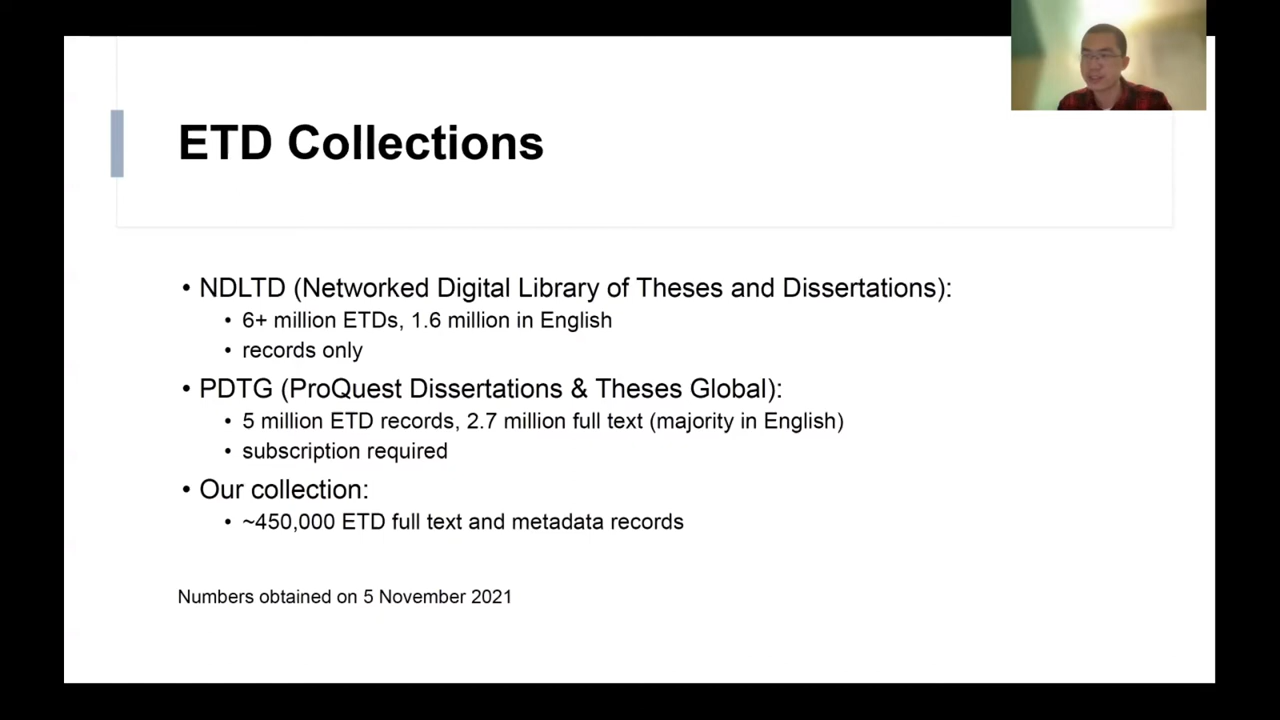 ETD Collections
• NDLTD (Networked Digital Library of Theses and Dissertations):
• 6+ million ETDs, 1.6 million in English
• records only
• PDTG (ProQuest Dissertations & Theses Global):
• 5 million ETD records, 2.7 million full text (majority in English)
• subscription required
• Our collection:
• ~450,000 ETD full text and metadata records
Numbers obtained on 5 November 2021